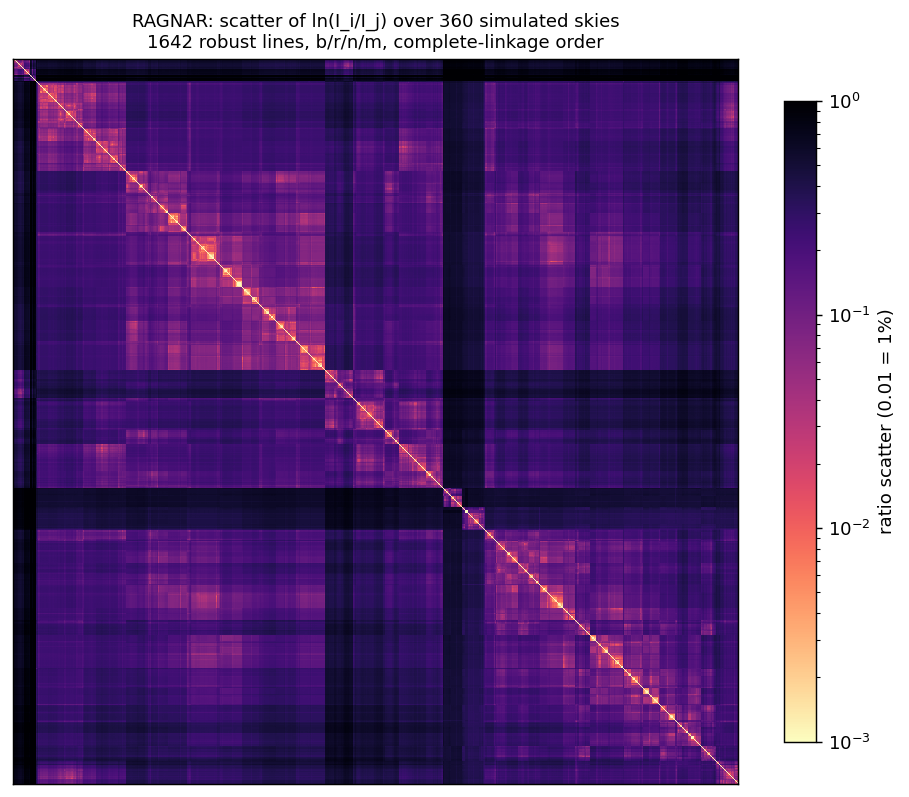 RAGNAR: scatter of ln(I_i/I_j) over 360 simulated skies
1642 robust lines, b/r/n/m, complete-linkage order
10⁰
10⁻¹
10⁻²
10⁻³
ratio scatter (0.01 = 1%)